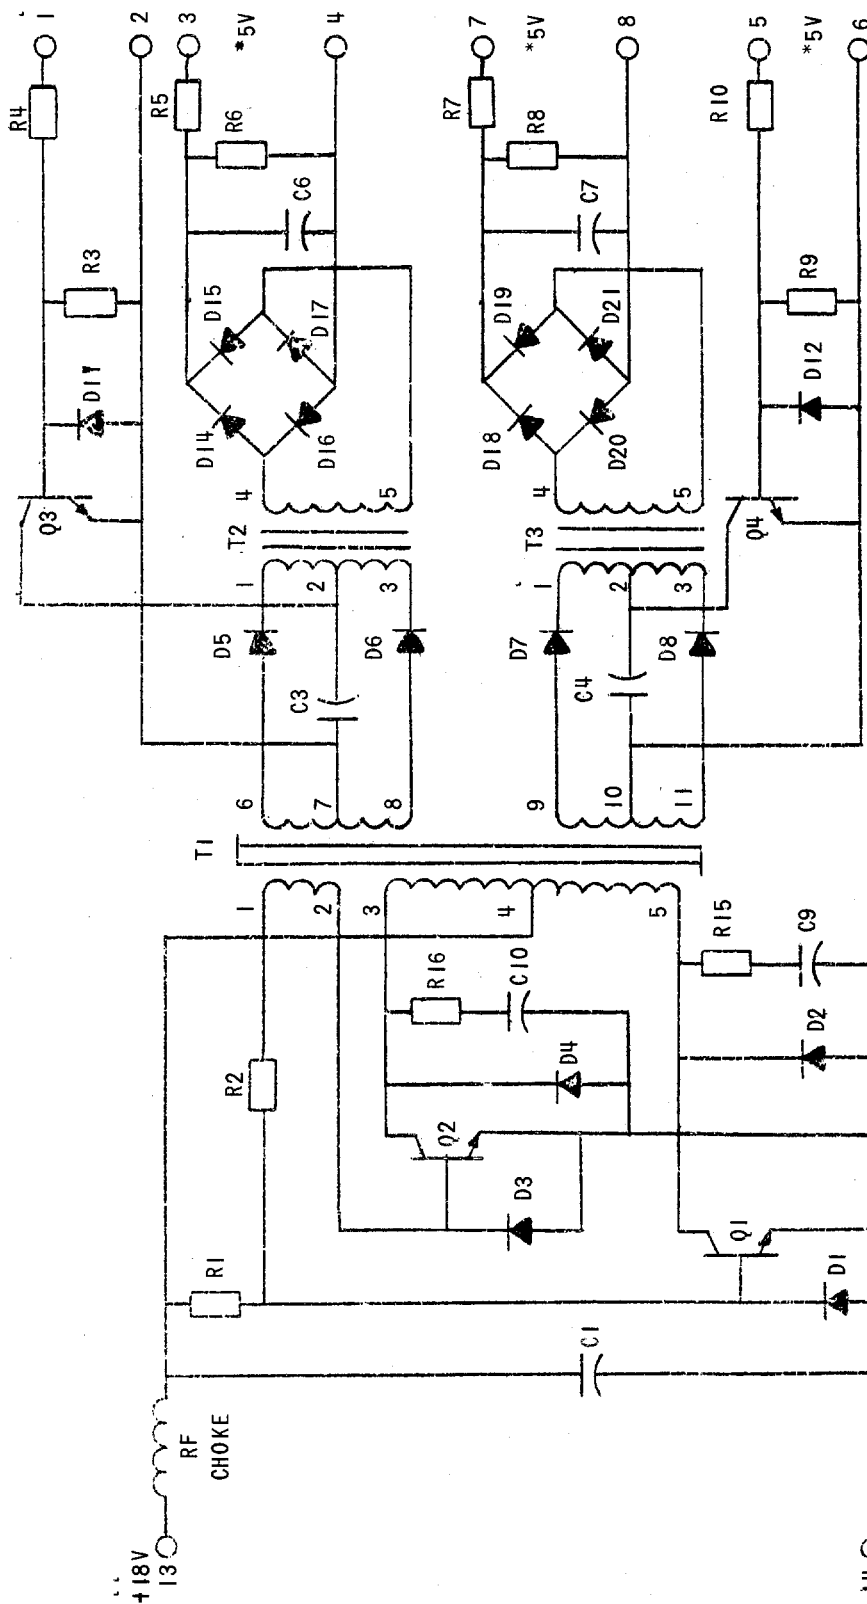 +18V
13
RF
CHOKE
R1
R2
C1
D1
Q1
D3
Q2
D4
R16
C10
D2
R15
C9
1
2
3
4
5
T1
6
7
8
9
10
11
D5
C3
D6
D7
C4
D8
1
2
3
T2
4
5
1
2
3
T3
4
5
Q3
D11
R3
R4
1
2
D14
D15
D16
D17
C6
R5
R6
3
*5V
4
D18
D19
D20
D21
C7
R7
R8
7
*5V
8
Q4
D12
R9
R10
5
*5V
6